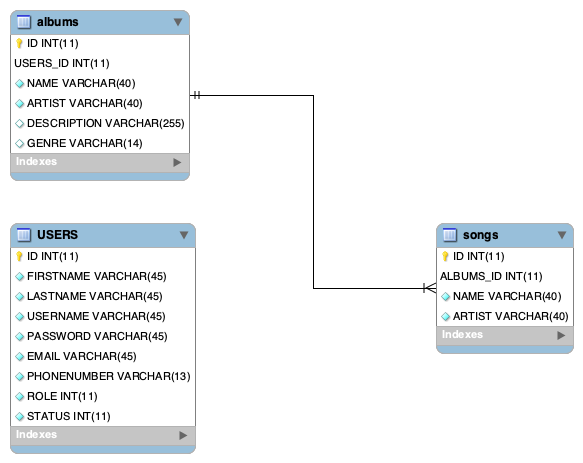 albums
ID INT(11)
USERS_ID INT(11)
NAME VARCHAR(40)
ARTIST VARCHAR(40)
DESCRIPTION VARCHAR(255)
GENRE VARCHAR(14)
Indexes
USERS
ID INT(11)
FIRSTNAME VARCHAR(45)
LASTNAME VARCHAR(45)
USERNAME VARCHAR(45)
PASSWORD VARCHAR(45)
EMAIL VARCHAR(45)
PHONENUMBER VARCHAR(13)
ROLE INT(11)
STATUS INT(11)
Indexes
songs
ID INT(11)
ALBUMS_ID INT(11)
NAME VARCHAR(40)
ARTIST VARCHAR(40)
Indexes